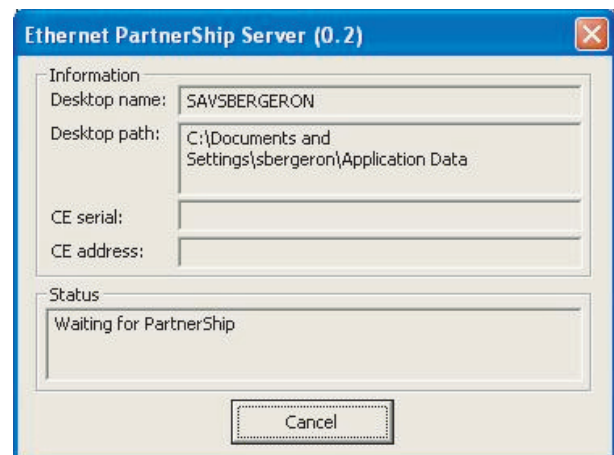 Ethernet PartnerShip Server (0.2)
Information
Desktop name: SAVSBERGERON
Desktop path: C:\Documents and
Settings\sbergeron\Application Data
CE serial:
CE address:
Status
Waiting for PartnerShip
Cancel